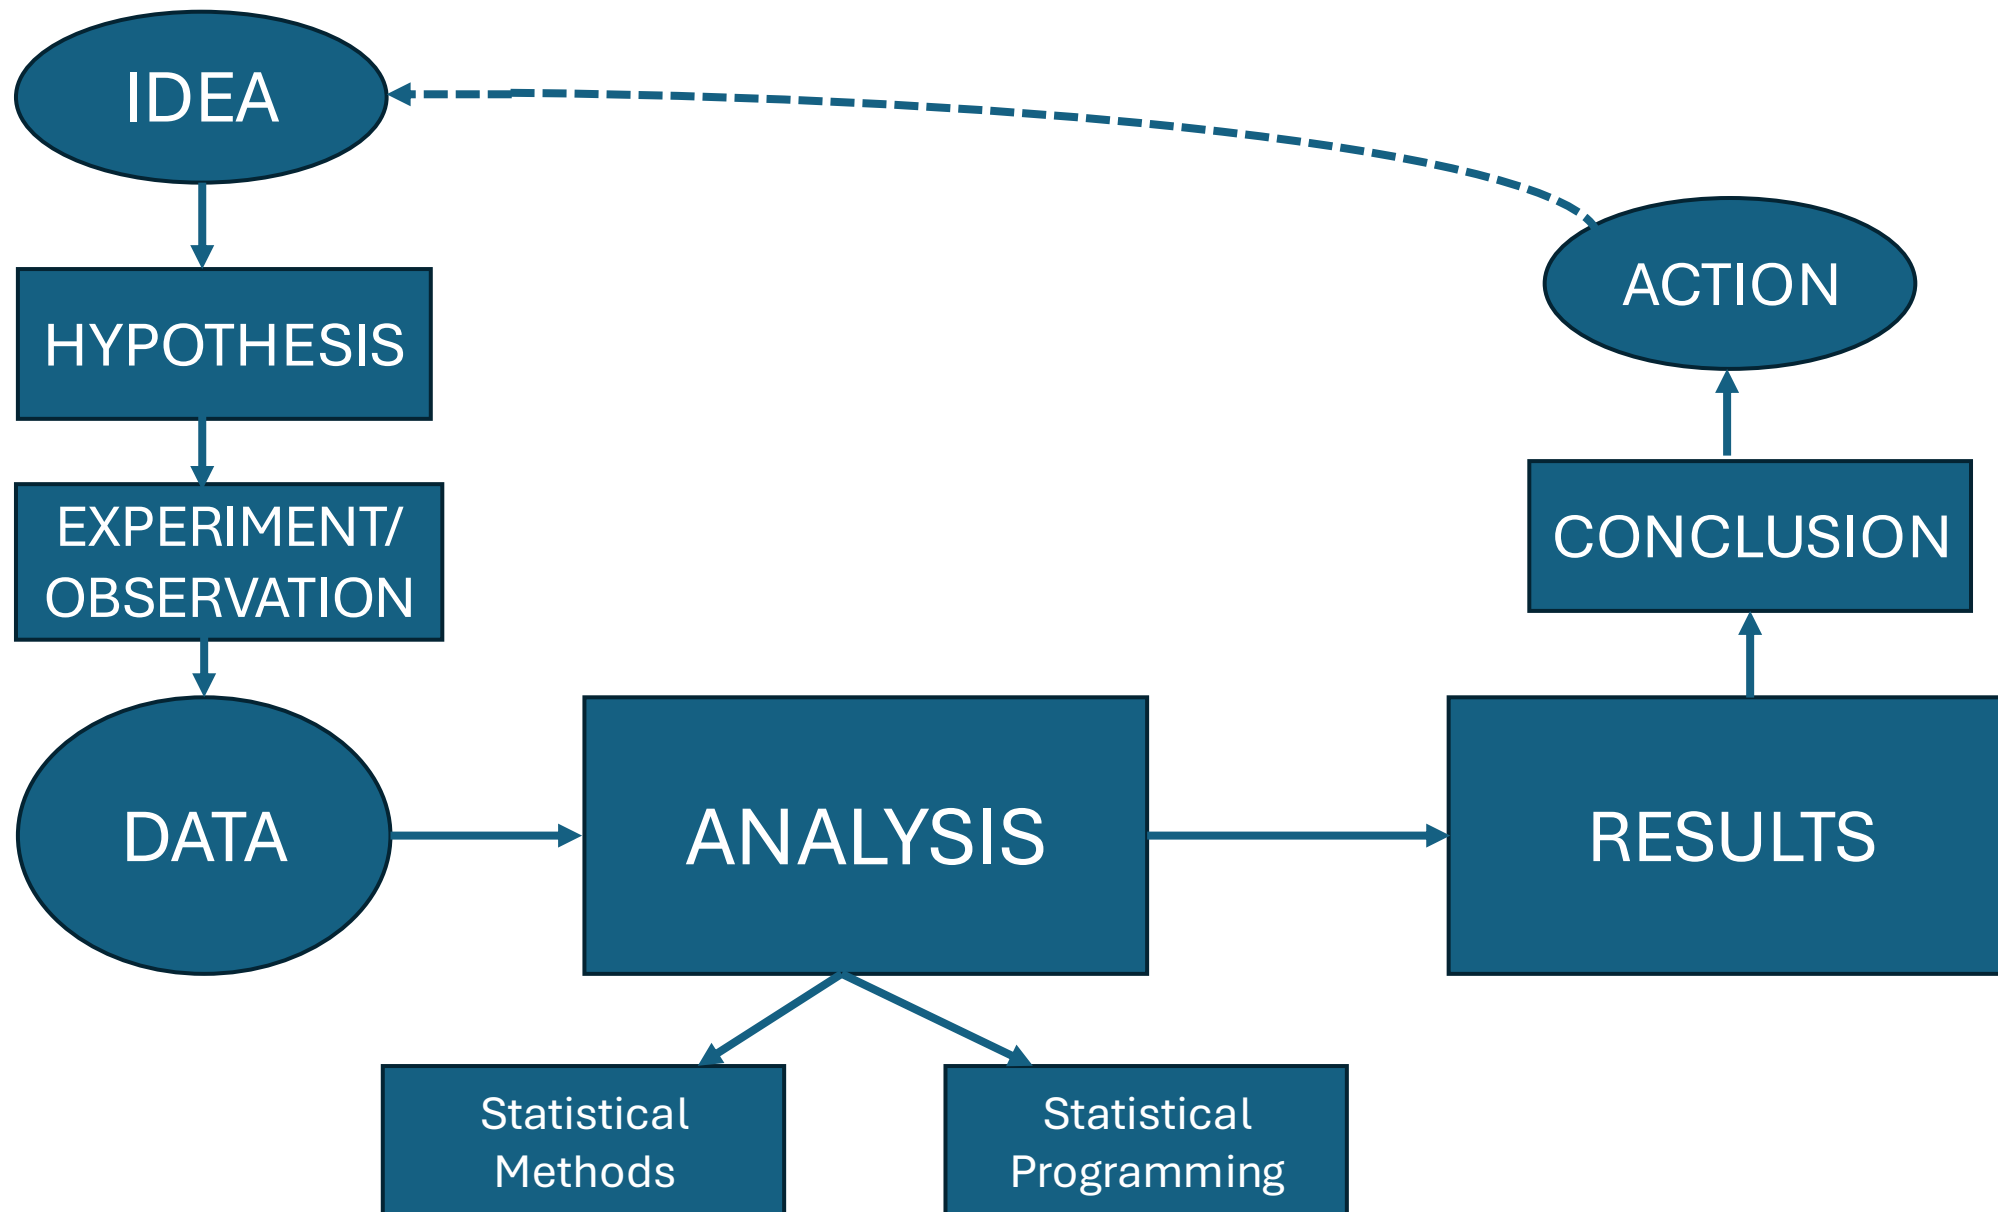 IDEA
HYPOTHESIS
EXPERIMENT/
OBSERVATION
DATA
ANALYSIS
Statistical
Methods
Statistical
Programming
RESULTS
CONCLUSION
ACTION